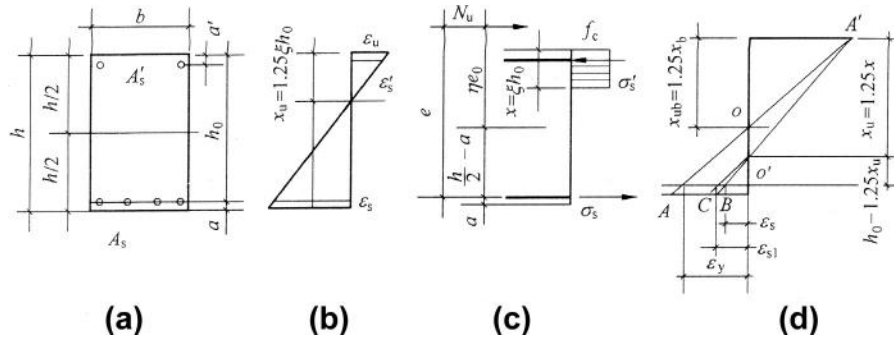 b
a'
A's
h
h/2
h/2
h₀
a
As
(a)
εu
ε's
xu=1.25ξh₀
εs
(b)
Nu
fc
e
ηe₀
x=ξh₀
σ's
h/2 −a
a
σs
(c)
A'
xub=1.25xb
O
xu=1.25x
O'
h₀−1.25xu
A
C
B
εs
εs1
εy
(d)